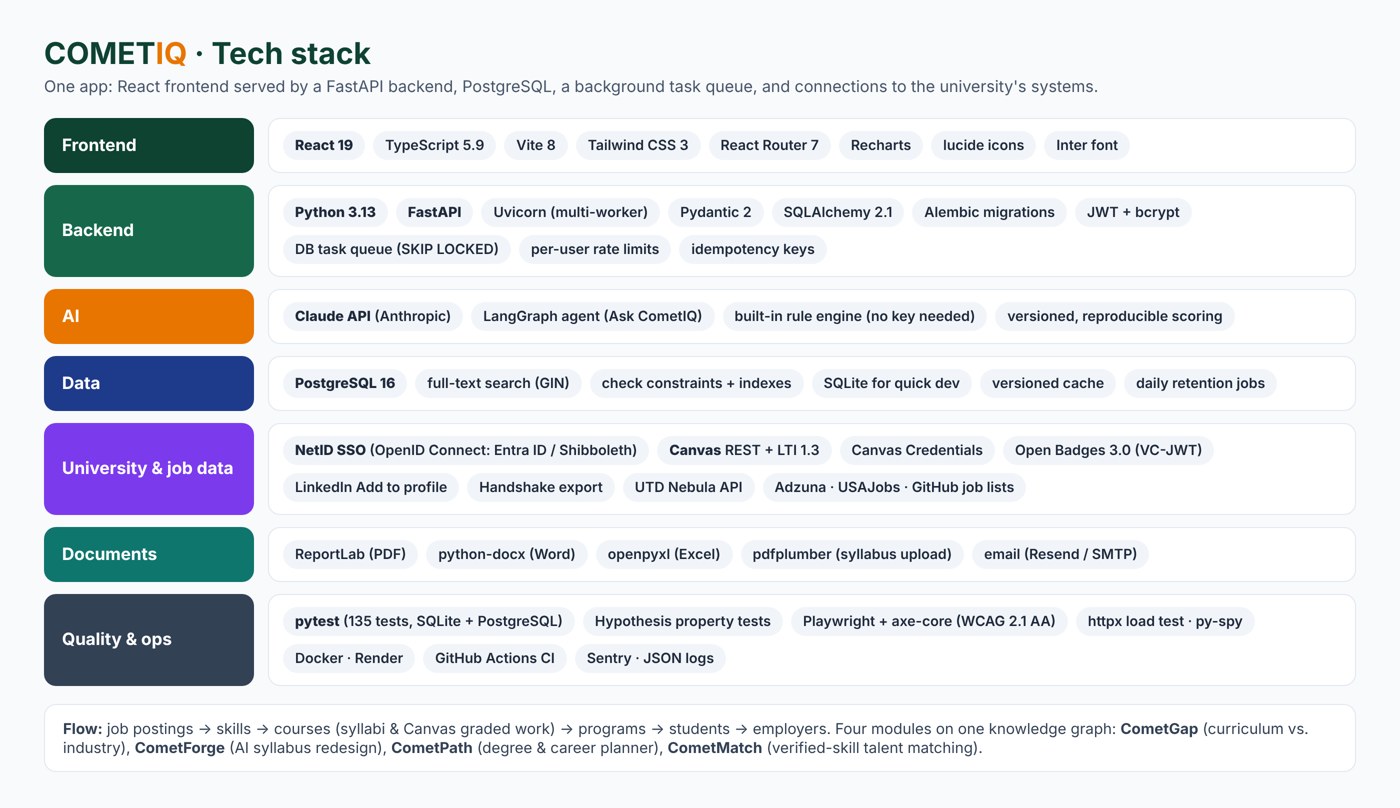 COMETIQ · Tech stack
One app: React frontend served by a FastAPI backend, PostgreSQL, a background task queue, and connections to the university's systems.
Frontend
React 19 TypeScript 5.9 Vite 8 Tailwind CSS 3 React Router 7 Recharts lucide icons Inter font
Backend
Python 3.13 FastAPI Uvicorn (multi-worker) Pydantic 2 SQLAlchemy 2.1 Alembic migrations JWT + bcrypt
DB task queue (SKIP LOCKED) per-user rate limits idempotency keys
AI
Claude API (Anthropic) LangGraph agent (Ask CometIQ) built-in rule engine (no key needed) versioned, reproducible scoring
Data
PostgreSQL 16 full-text search (GIN) check constraints + indexes SQLite for quick dev versioned cache daily retention jobs
University & job data
NetID SSO (OpenID Connect: Entra ID / Shibboleth) Canvas REST + LTI 1.3 Canvas Credentials Open Badges 3.0 (VC-JWT)
LinkedIn Add to profile Handshake export UTD Nebula API Adzuna · USAJobs · GitHub job lists
Documents
ReportLab (PDF) python-docx (Word) openpyxl (Excel) pdfplumber (syllabus upload) email (Resend / SMTP)
Quality & ops
pytest (135 tests, SQLite + PostgreSQL) Hypothesis property tests Playwright + axe-core (WCAG 2.1 AA) httpx load test · py-spy
Docker · Render GitHub Actions CI Sentry · JSON logs
Flow: job postings → skills → courses (syllabi & Canvas graded work) → programs → students → employers. Four modules on one knowledge graph: CometGap (curriculum vs.
industry), CometForge (AI syllabus redesign), CometPath (degree & career planner), CometMatch (verified-skill talent matching).